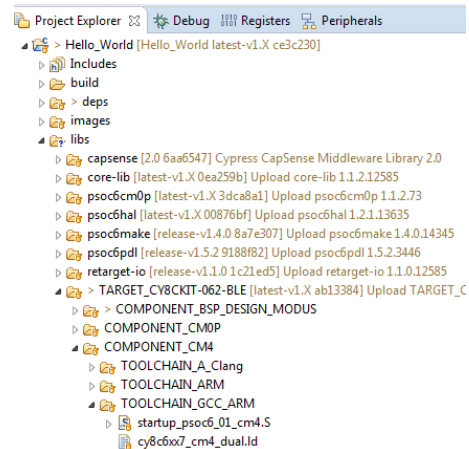 Project Explorer Debug 1010 0101 Registers Peripherals
> Hello_World [Hello_World latest-v1.X ce3c230]
Includes
build
> deps
images
libs
capsense [2.0 6aa6547] Cypress CapSense Middleware Library 2.0
core-lib [latest-v1.X 0ea259b] Upload core-lib 1.1.2.12585
psoc6cm0p [latest-v1.X 3dca8a1] Upload psoc6cm0p 1.1.2.73
psoc6hal [latest-v1.X 00876bf] Upload psoc6hal 1.2.1.13635
psoc6make [release-v1.4.0 8a7e307] Upload psoc6make 1.4.0.14345
psoc6pdl [release-v1.5.2 9188f82] Upload psoc6pdl 1.5.2.3446
retarget-io [release-v1.1.0 1c21ed5] Upload retarget-io 1.1.0.12585
> TARGET_CY8CKIT-062-BLE [latest-v1.X ab13384] Upload TARGET_C
> COMPONENT_BSP_DESIGN_MODUS
COMPONENT_CM0P
COMPONENT_CM4
TOOLCHAIN_A_Clang
TOOLCHAIN_ARM
TOOLCHAIN_GCC_ARM
startup_psoc6_01_cm4.S
cy8c6xx7_cm4_dual.ld